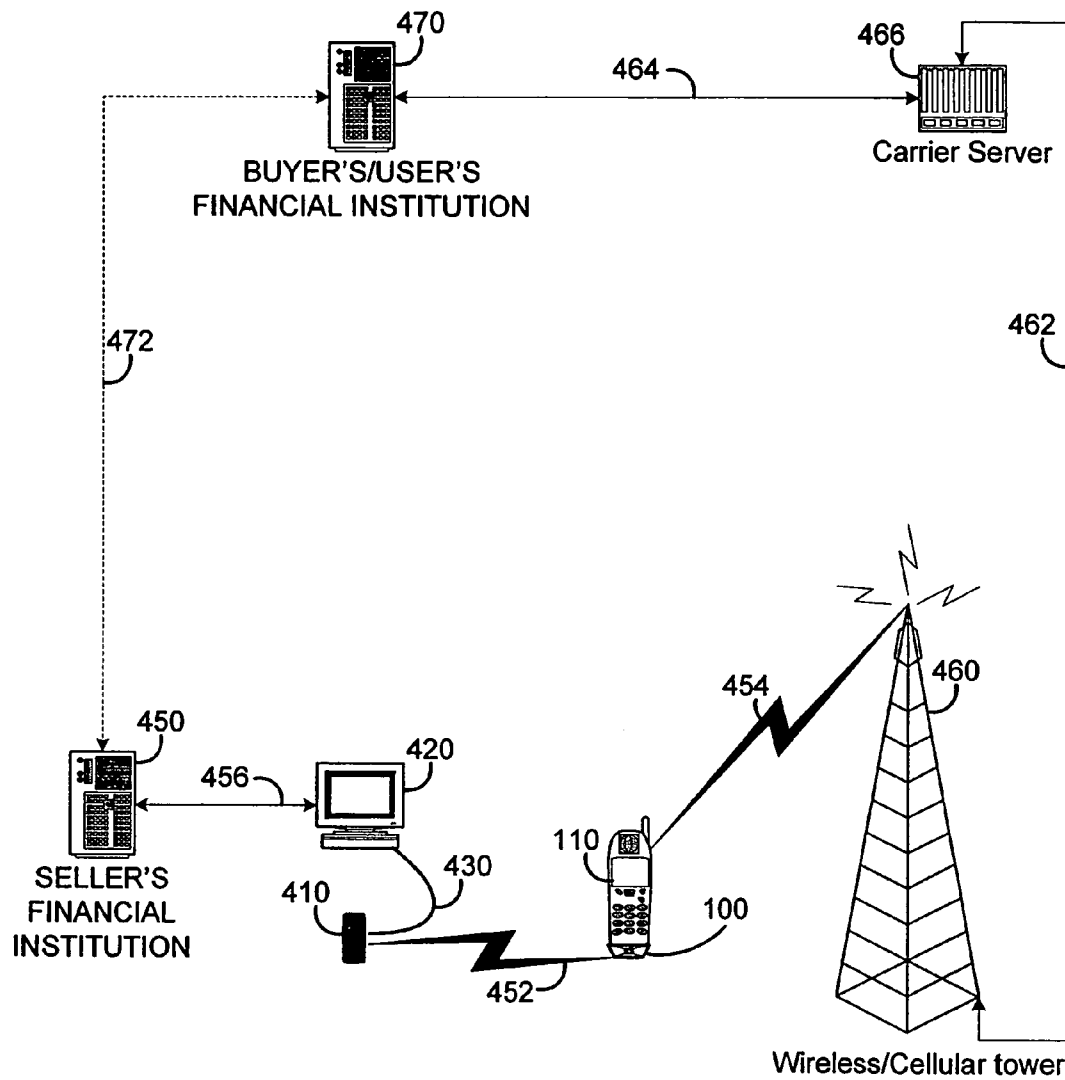 470
466
464
Carrier Server
BUYER'S/USER'S
FINANCIAL INSTITUTION
472
462
454
460
450
420
456
110
430
410
100
SELLER'S
FINANCIAL
INSTITUTION
452
Wireless/Cellular tower